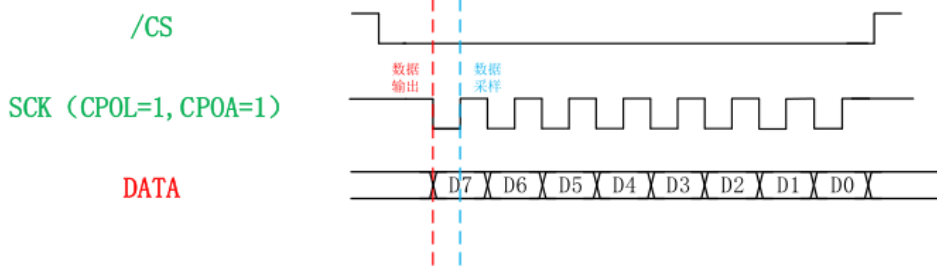 /CS
数据 数据
输出 采样
SCK（CPOL=1,CPOA=1）
DATA D7 D6 D5 D4 D3 D2 D1 D0